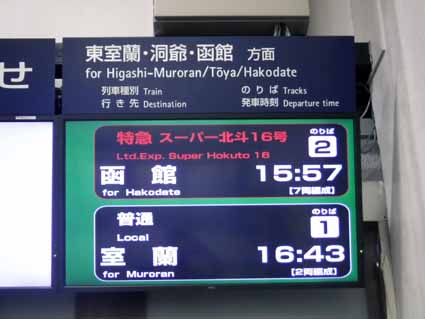 せ
東室蘭・洞爺・函館 方面
for Higashi-Muroran/Tōya/Hakodate
列車種別 Train のりば Tracks
行き先 Destination 発車時刻 Departure time
特急 スーパー北斗16号 のりば
Ltd.Exp. Super Hokuto 16 2
函館 15:57
for Hakodate [7両編成]
普通 のりば
Local 1
室蘭 16:43
for Muroran [2両編成]